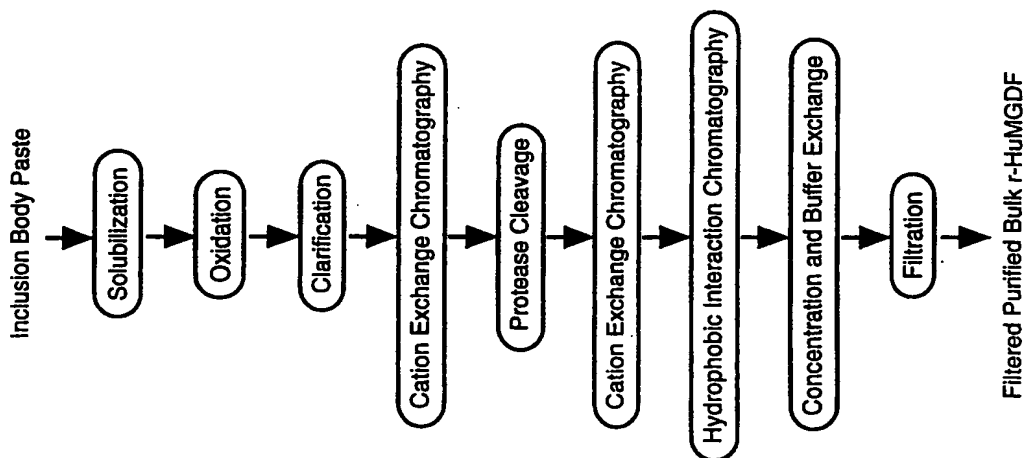 Inclusion Body Paste
Solubilization
Oxidation
Clarification
Cation Exchange Chromatography
Protease Cleavage
Cation Exchange Chromatography
Hydrophobic Interaction Chromatography
Concentration and Buffer Exchange
Filtration
Filtered Purified Bulk r-HuMGDF